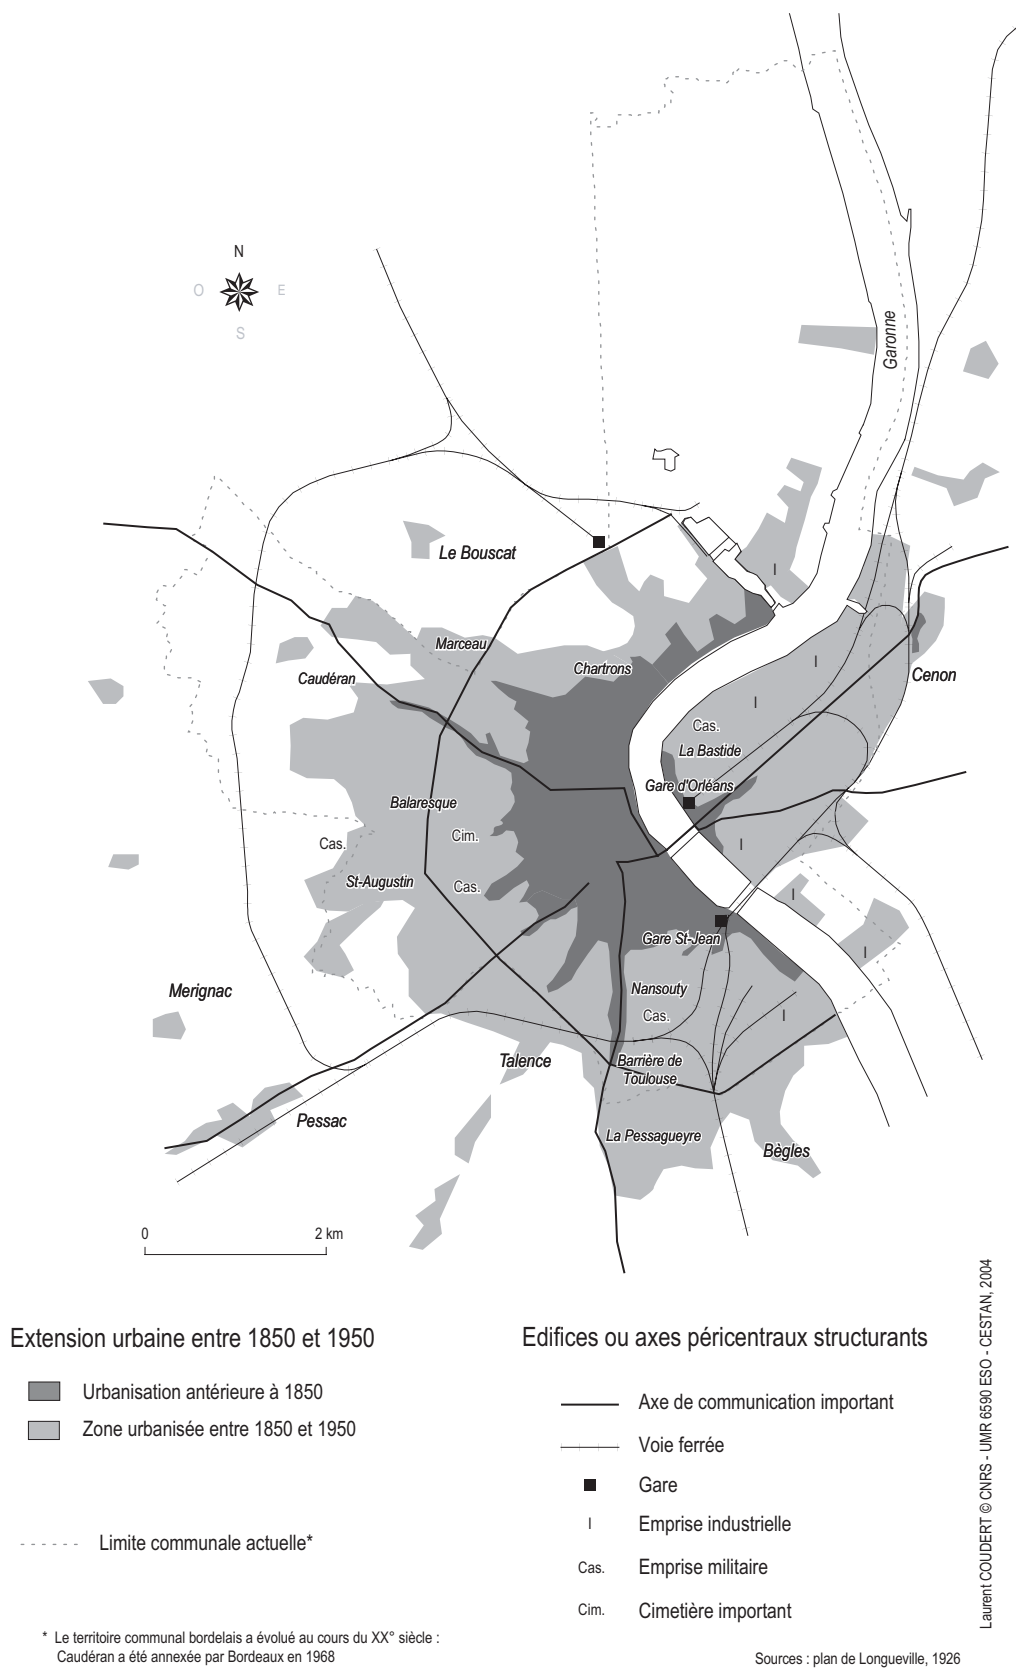 N
O
E
S
Garonne
Le Bouscat
I
Marceau
Chartrons
Caudéran
I
Cenon
I
Cas.
La Bastide
Gare d'Orléans
Balaresque
Cim.
Cas.
I
St-Augustin
Cas.
I
Gare St-Jean
I
Merignac
Nansouty
Cas.
I
Talence
Barrière de
Toulouse
Pessac
La Pessagueyre
Bègles
0
2 km
Extension urbaine entre 1850 et 1950
Urbanisation antérieure à 1850
Zone urbanisée entre 1850 et 1950
Limite communale actuelle*
* Le territoire communal bordelais a évolué au cours du XX° siècle :
Caudéran a été annexée par Bordeaux en 1968
Edifices ou axes péricentraux structurants
Axe de communication important
Voie ferrée
Gare
I Emprise industrielle
Cas. Emprise militaire
Cim. Cimetière important
Sources : plan de Longueville, 1926
Laurent COUDERT © CNRS - UMR 6590 ESO - CESTAN, 2004